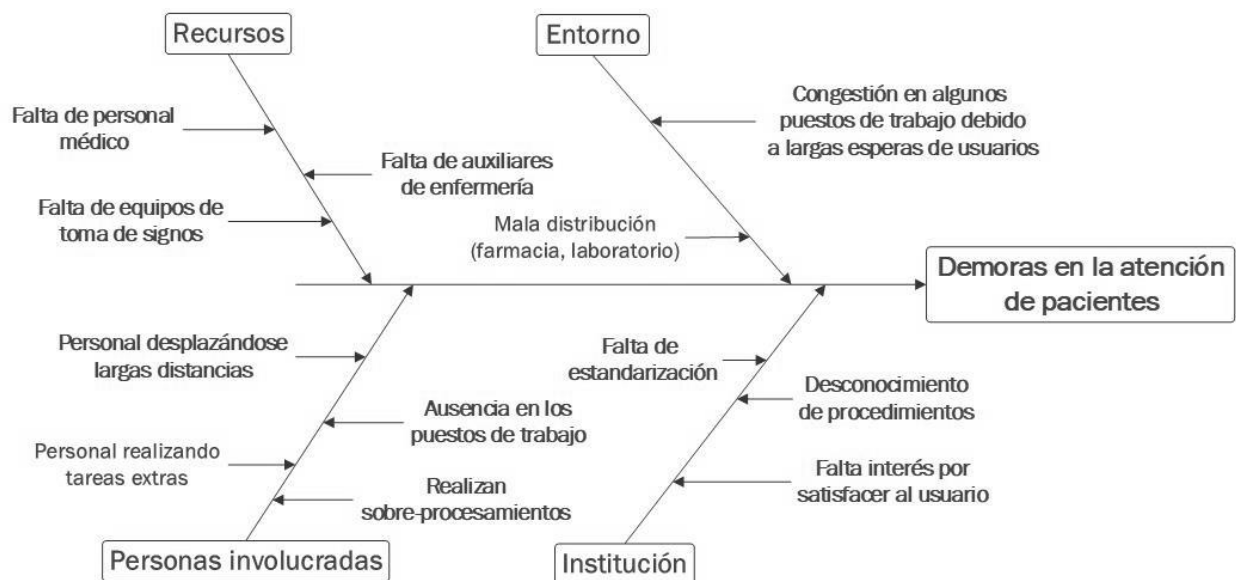 Recursos
Entorno
Falta de personal
médico
Falta de auxiliares
de enfermería
Falta de equipos de
toma de signos
Congestión en algunos
puestos de trabajo debido
a largas esperas de usuarios
Mala distribución
(farmacia, laboratorio)
Demoras en la atención
de pacientes
Personal desplazándose
largas distancias
Ausencia en los
puestos de trabajo
Personal realizando
tareas extras
Realizan
sobre-procesamientos
Falta de
estandarización
Desconocimiento
de procedimientos
Falta interés por
satisfacer al usuario
Personas involucradas
Institución